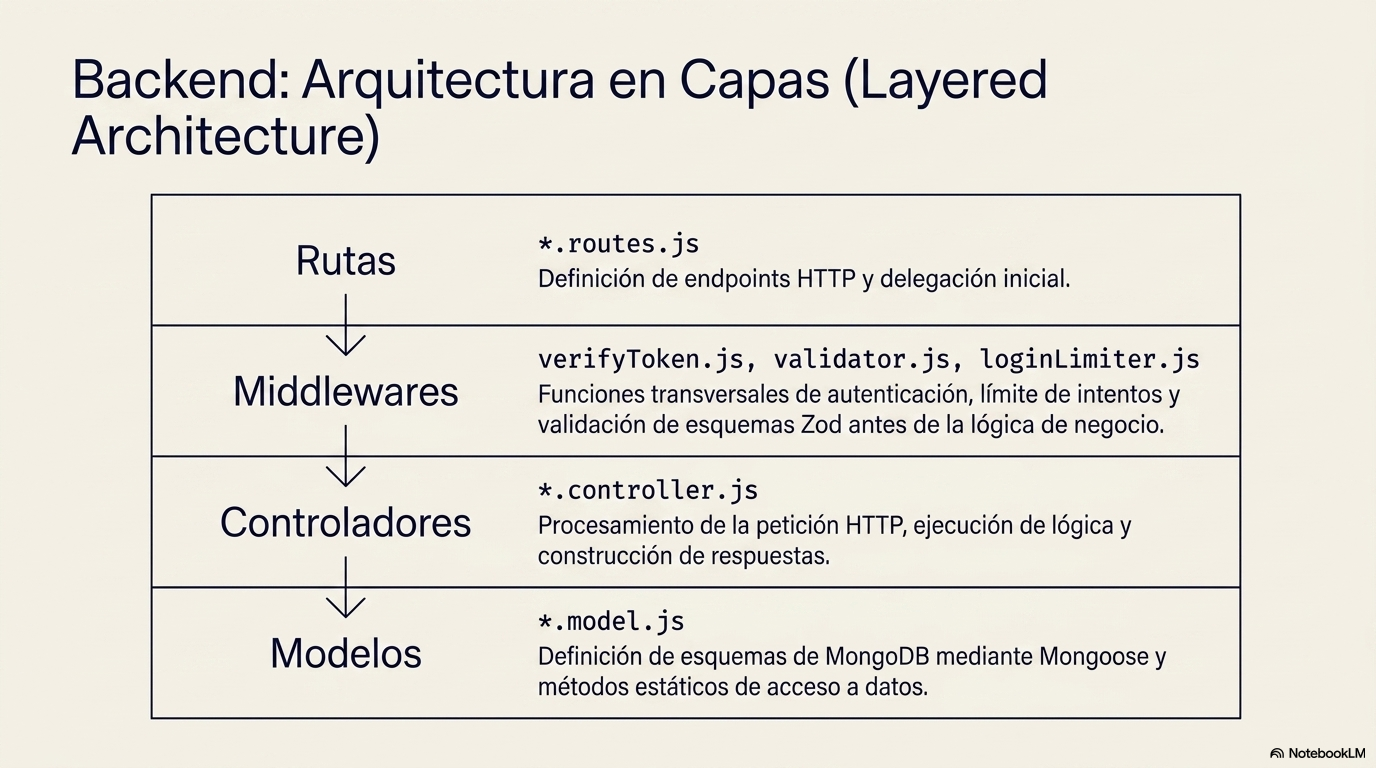 Backend: Arquitectura en Capas (Layered
Architecture)
Rutas
*.routes.js
Definición de endpoints HTTP y delegación inicial.
Middlewares
verifyToken.js, validator.js, loginLimiter.js
Funciones transversales de autenticación, límite de intentos y
validación de esquemas Zod antes de la lógica de negocio.
Controladores
*.controller.js
Procesamiento de la petición HTTP, ejecución de lógica y
construcción de respuestas.
Modelos
*.model.js
Definición de esquemas de MongoDB mediante Mongoose y
métodos estáticos de acceso a datos.
NotebookLM